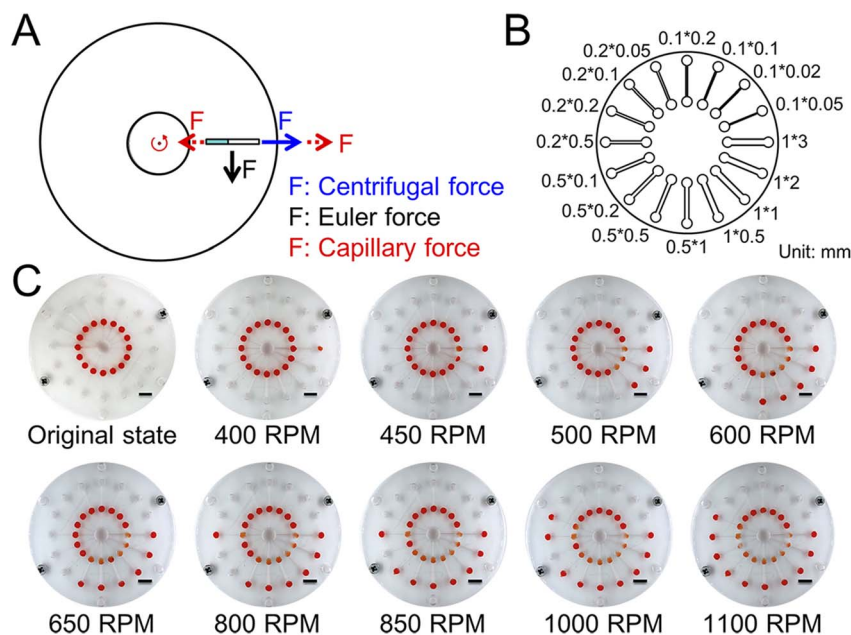 A
F
F
F
F: Centrifugal force
F: Euler force
F: Capillary force
B
0.1*0.2
0.1*0.1
0.1*0.02
0.1*0.05
1*3
1*2
1*1
1*0.5
0.5*1
0.5*0.5
0.5*0.2
0.5*0.1
0.2*0.5
0.2*0.2
0.2*0.1
0.2*0.05
Unit: mm
C
Original state
400 RPM
450 RPM
500 RPM
600 RPM
650 RPM
800 RPM
850 RPM
1000 RPM
1100 RPM